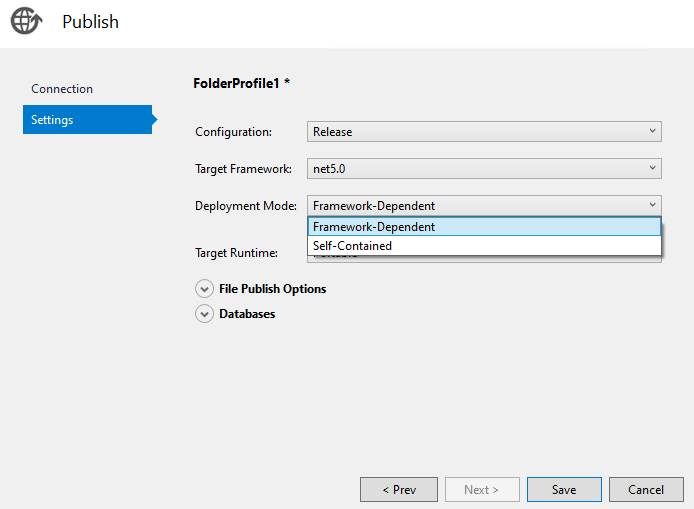 Publish
Connection
Settings
FolderProfile1 *
Configuration: Release
Target Framework: net5.0
Deployment Mode: Framework-Dependent
Framework-Dependent
Self-Contained
Target Runtime:
File Publish Options
Databases
< Prev Next > Save Cancel